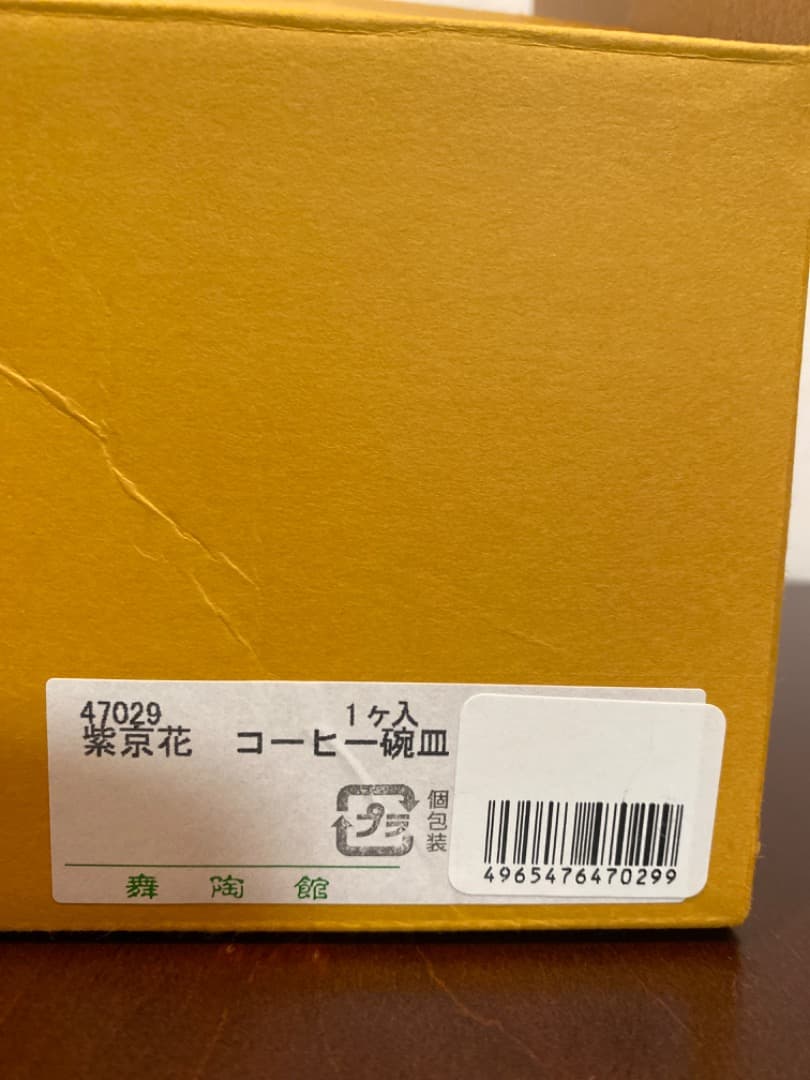 47029 1ヶ入
紫京花 コーヒー碗皿
プラ
個包装
舞陶館
4965476470299